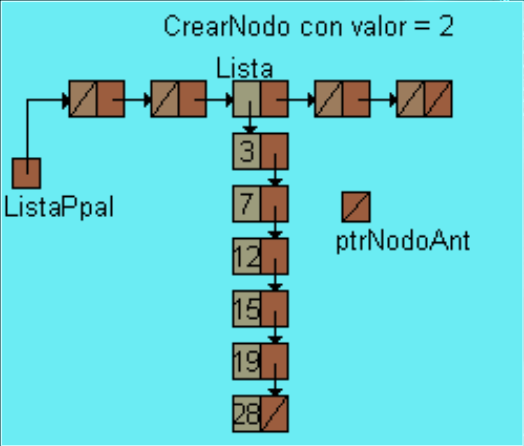 CrearNodo con valor = 2
Lista
3
ListaPpal
7
ptrNodoAnt
12
15
19
28